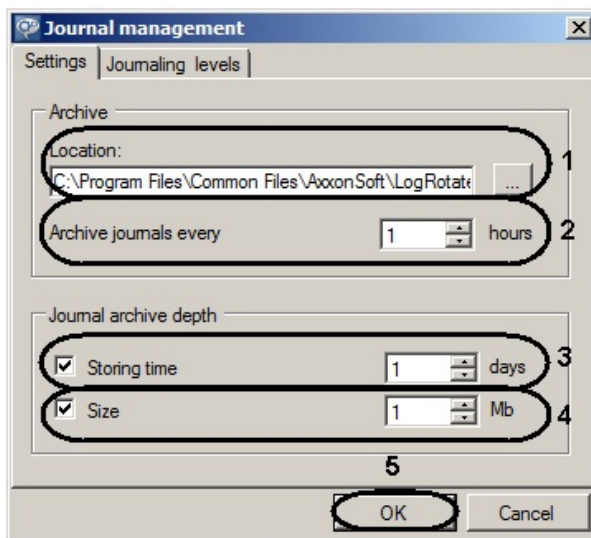 Journal management
Settings
Journaling levels
Archive
Location:
C:\Program Files\Common Files\AxxonSoft\LogRotate
...
1
Archive journals every 1 hours
2
Journal archive depth
Storing time 1 days
3
Size 1 Mb
4
5
OK
Cancel